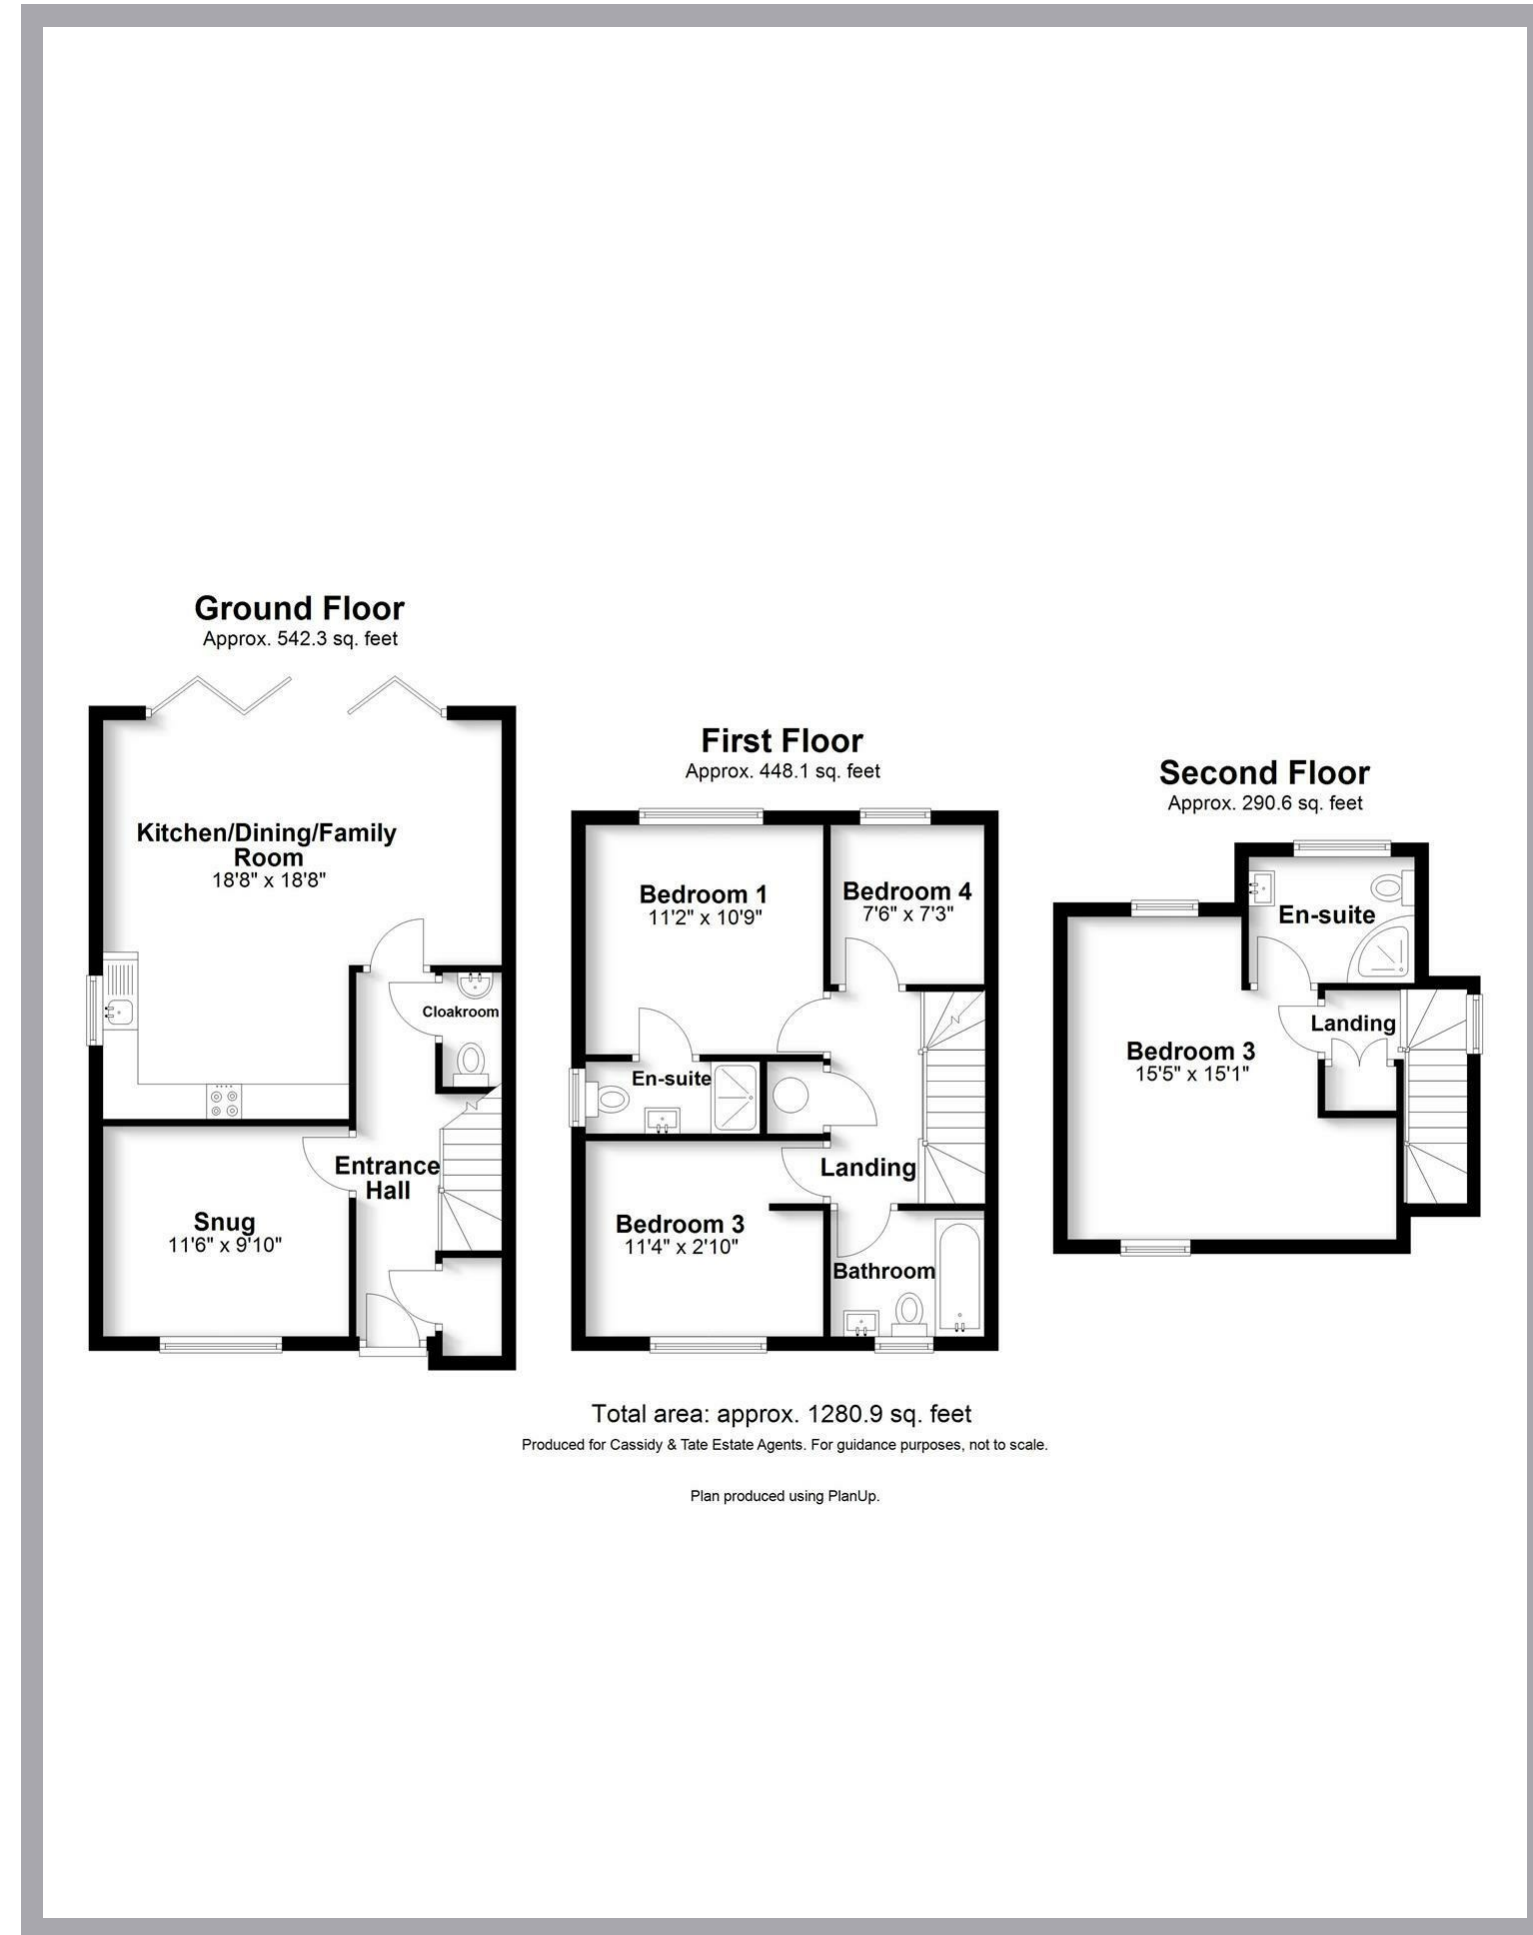 Ground Floor
Approx. 542.3 sq. feet
Kitchen/Dining/Family
Room
18'8" x 18'8"
Cloakroom
Entrance
Hall
Snug
11'6" x 9'10"
First Floor
Approx. 448.1 sq. feet
Bedroom 1
11'2" x 10'9"
Bedroom 4
7'6" x 7'3"
En-suite
Landing
Bedroom 3
11'4" x 2'10"
Bathroom
Second Floor
Approx. 290.6 sq. feet
En-suite
Landing
Bedroom 3
15'5" x 15'1"
Total area: approx. 1280.9 sq. feet
Produced for Cassidy & Tate Estate Agents. For guidance purposes, not to scale.
Plan produced using PlanUp.